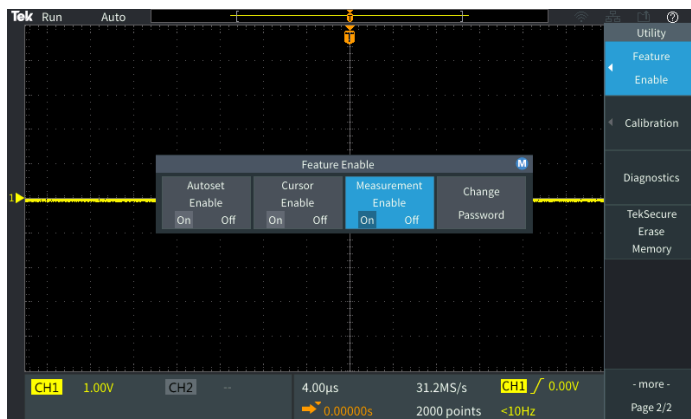 Tek Run Auto
T
T
Utility
Feature
Enable
Calibration
Diagnostics
TekSecure
Erase
Memory
- more -
Page 2/2
1
Feature Enable M
Autoset
Enable
On Off
Cursor
Enable
On Off
Measurement
Enable
On Off
Change
Password
CH1 1.00V CH2 -- 4.00µs 31.2MS/s CH1 0.00V
0.00000s 2000 points <10Hz